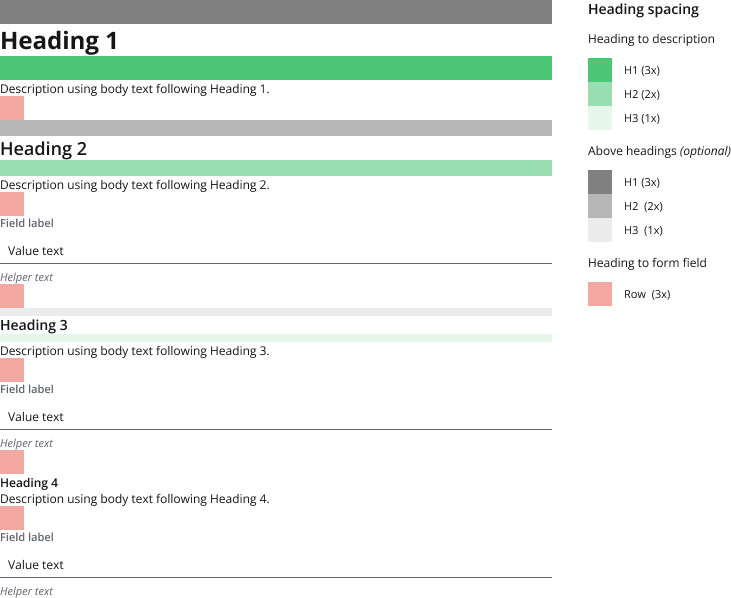 Heading 1
Description using body text following Heading 1.
Heading 2
Description using body text following Heading 2.
Field label
Value text
Helper text
Heading 3
Description using body text following Heading 3.
Field label
Value text
Helper text
Heading 4
Description using body text following Heading 4.
Field label
Value text
Helper text
Heading spacing
Heading to description
H1 (3x)
H2 (2x)
H3 (1x)
Above headings (optional)
H1 (3x)
H2 (2x)
H3 (1x)
Heading to form field
Row (3x)